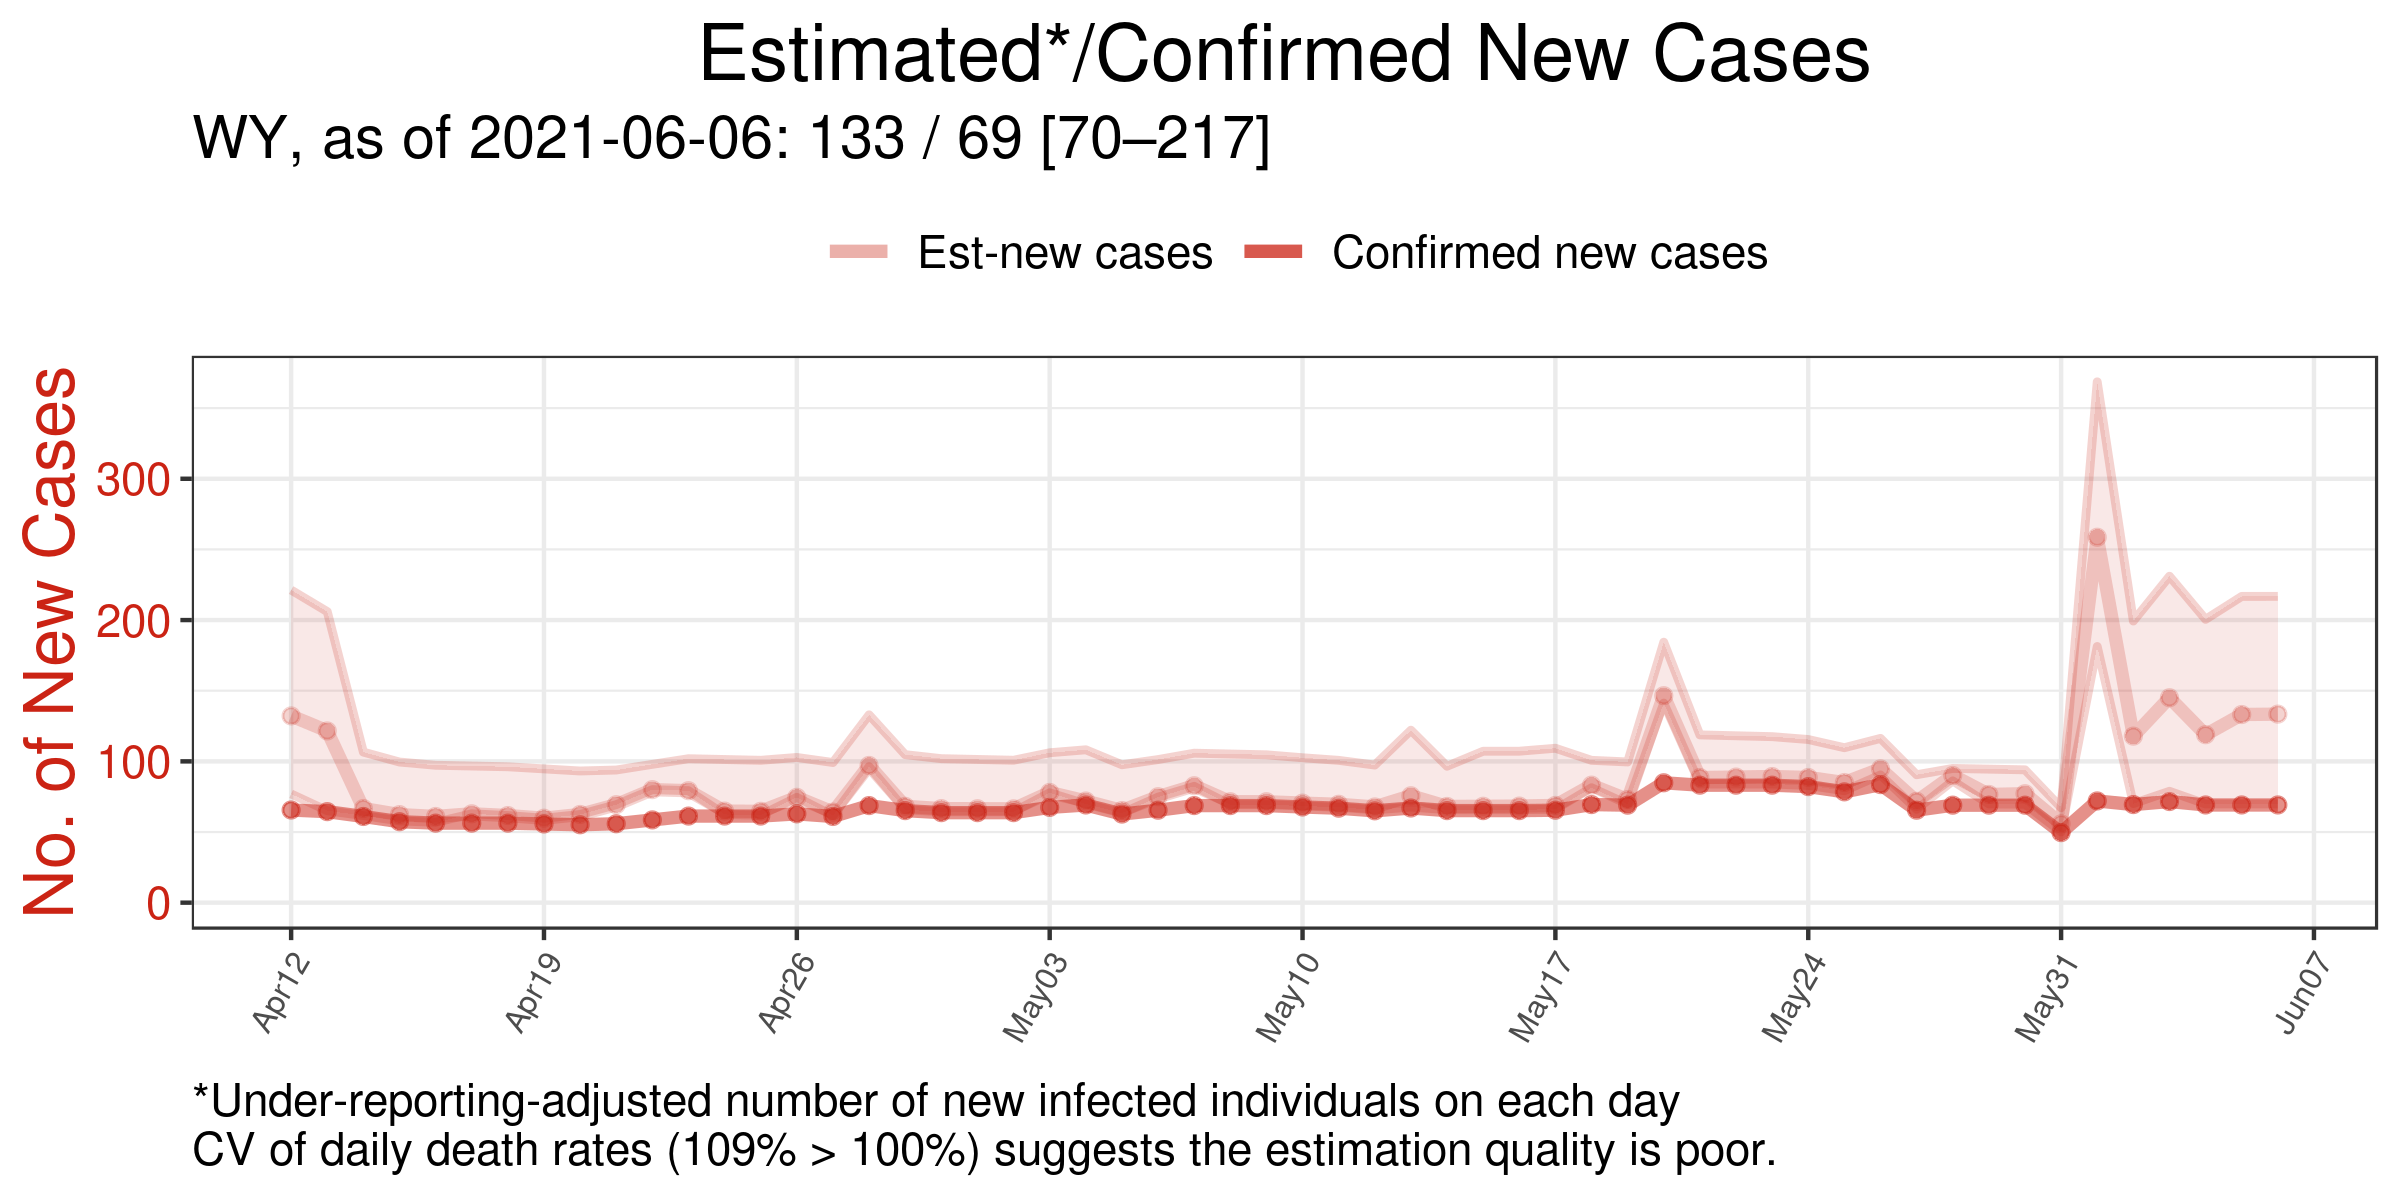 Estimated*/Confirmed New Cases
WY, as of 2021-06-06: 133 / 69 [70–217]
Est-new cases
Confirmed new cases
No. of New Cases
300
200
100
0
Apr12
Apr19
Apr26
May03
May10
May17
May24
May31
Jun07
*Under-reporting-adjusted number of new infected individuals on each day
CV of daily death rates (109% > 100%) suggests the estimation quality is poor.